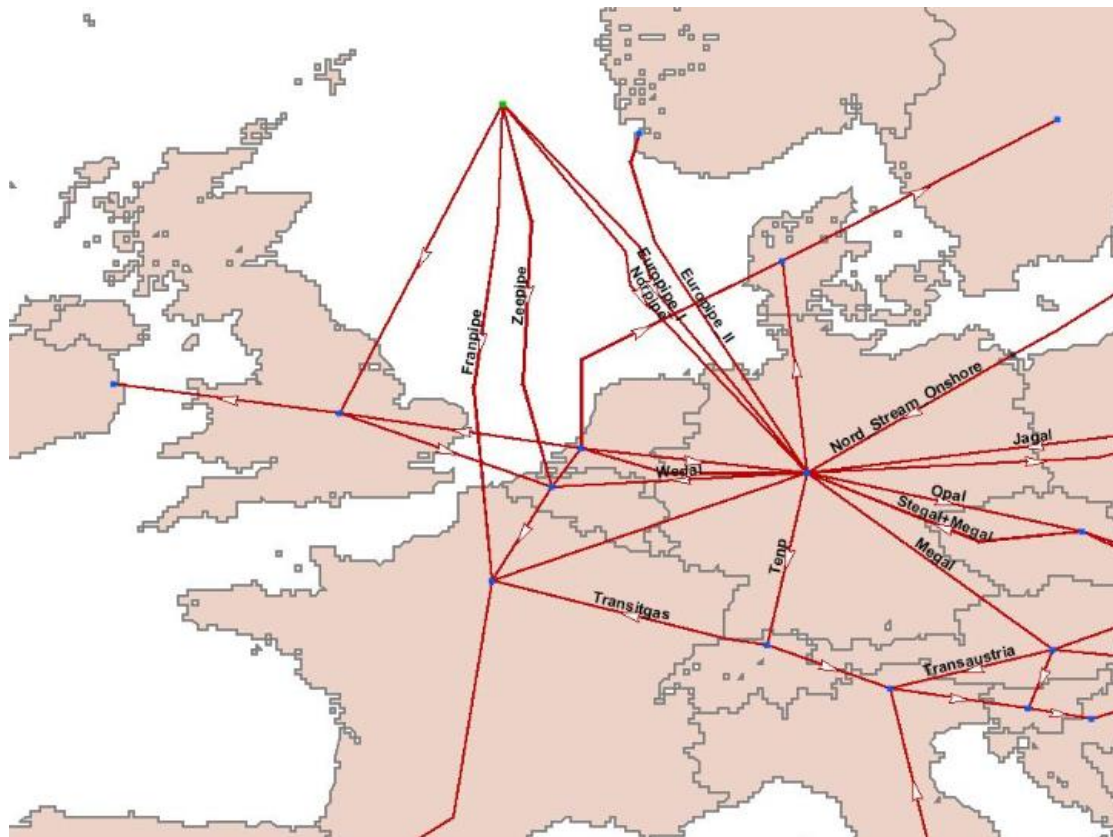 Franpipe
Zeepipe
Europipe I
Norpipe
Europipe II
Nord Stream Onshore
Jagal
Wedal
Opal
Stegal+Megal
Megal
Tenp
Transitgas
Transaustria